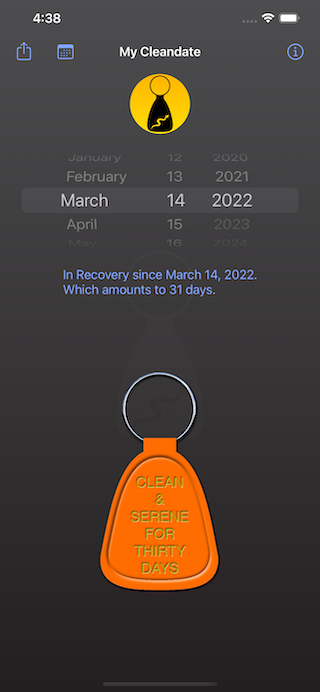 4:38
My Cleandate
January 12 2020
February 13 2021
March 14 2022
April 15 2023
May 16 2024
In Recovery since March 14, 2022.
Which amounts to 31 days.
CLEAN
&
SERENE
FOR
THIRTY
DAYS